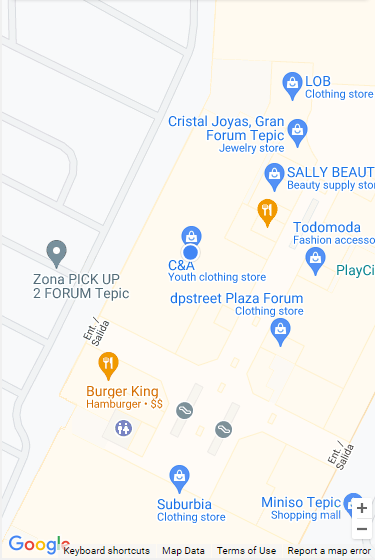 LOB
Clothing store
Cristal Joyas, Gran
Forum Tepic
Jewelry store
SALLY BEAUT
Beauty supply stor
Todomoda
Fashion accesso
PlayCi
C&A
Youth clothing store
Zona PICK UP
2 FORUM Tepic
dpstreet Plaza Forum
Clothing store
Ent. /
Salida
Burger King
Hamburger • $$
Ent. /
Salida
Suburbia
Clothing store
Miniso Tepic
Shopping mall
+
−
Google
Keyboard shortcuts Map Data Terms of Use Report a map error